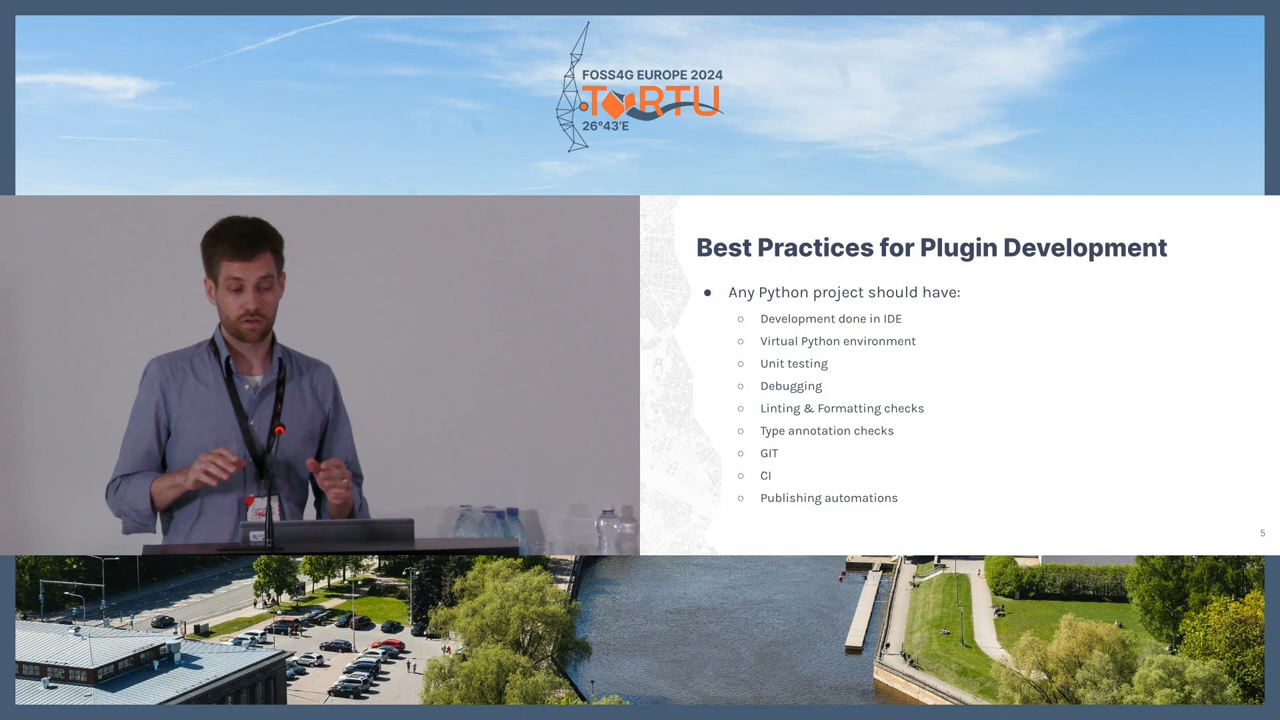 FOSS4G EUROPE 2024
TORTU
26°43'E
Best Practices for Plugin Development
● Any Python project should have:
○ Development done in IDE
○ Virtual Python environment
○ Unit testing
○ Debugging
○ Linting & Formatting checks
○ Type annotation checks
○ GIT
○ CI
○ Publishing automations
5